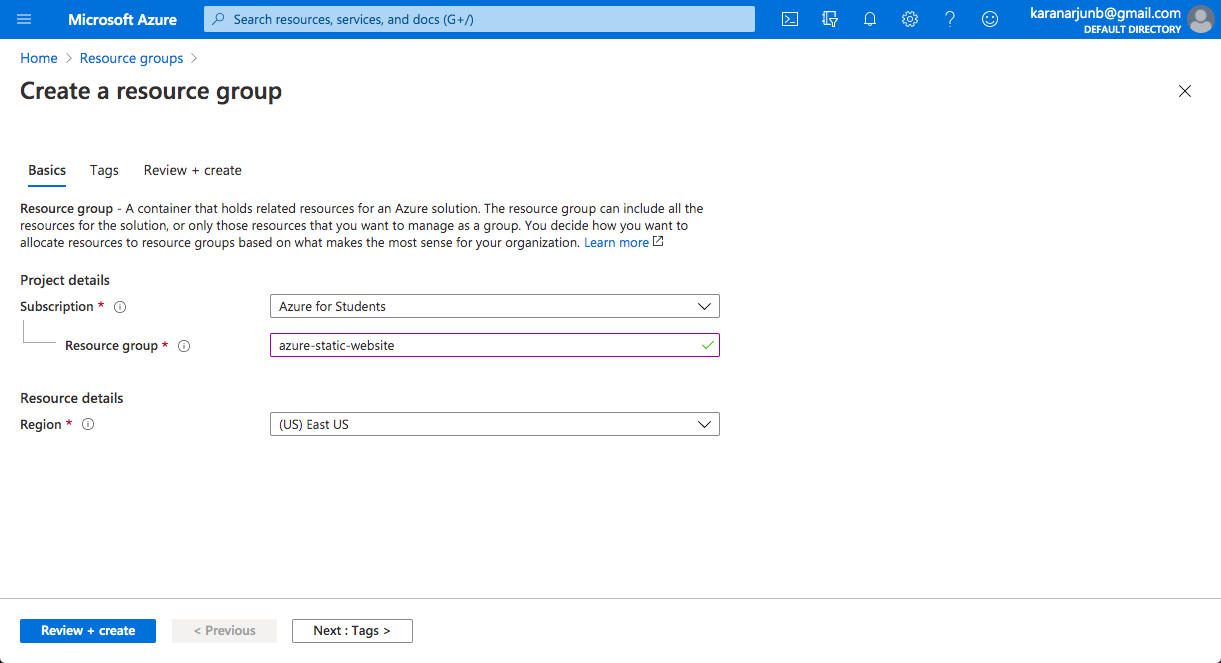 Microsoft Azure
Search resources, services, and docs (G+/)
karanarjunb@gmail.com
DEFAULT DIRECTORY
Home > Resource groups >
Create a resource group
Basics Tags Review + create
Resource group - A container that holds related resources for an Azure solution. The resource group can include all the
resources for the solution, or only those resources that you want to manage as a group. You decide how you want to
allocate resources to resource groups based on what makes the most sense for your organization. Learn more
Project details
Subscription * Azure for Students
Resource group * azure-static-website
Resource details
Region * (US) East US
Review + create < Previous Next : Tags >